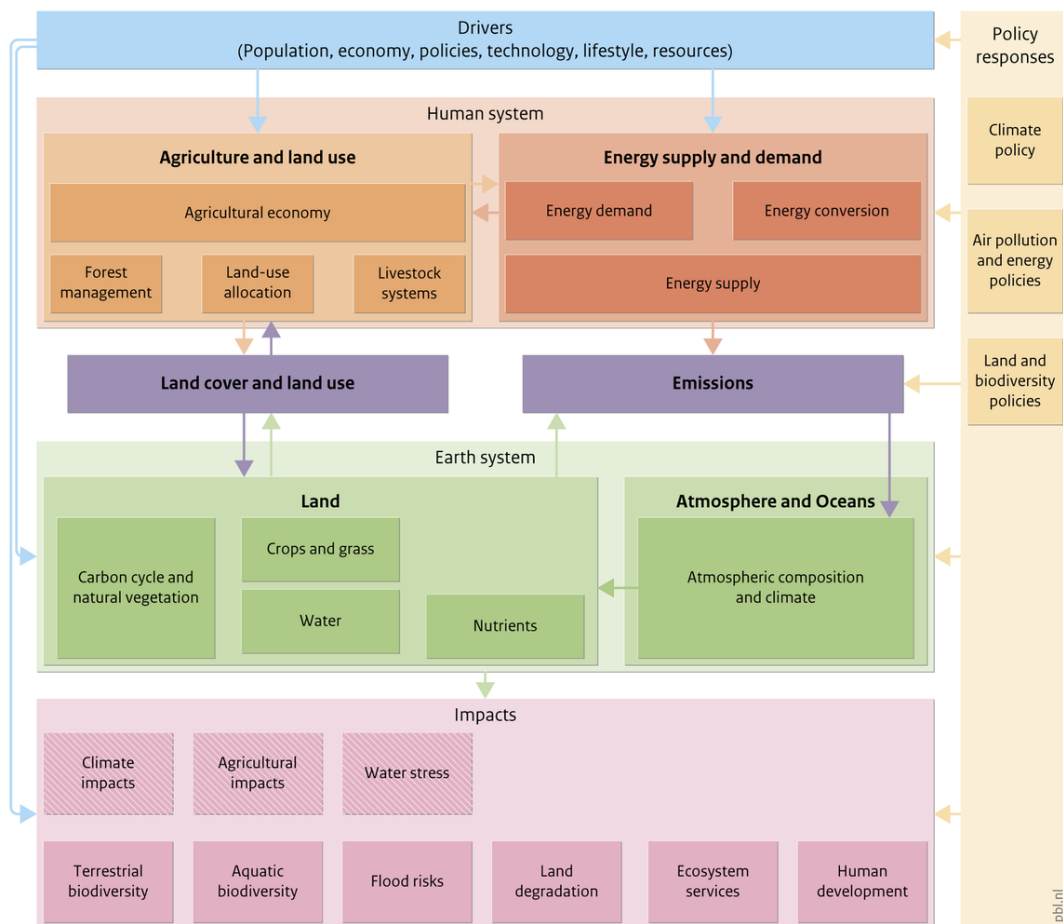 Drivers
(Population, economy, policies, technology, lifestyle, resources)
Policy
responses
Human system
Climate
policy
Agriculture and land use
Energy supply and demand
Agricultural economy
Energy demand
Energy conversion
Air pollution
and energy
policies
Forest
management
Land-use
allocation
Livestock
systems
Energy supply
Land and
biodiversity
policies
Land cover and land use
Emissions
Earth system
Land
Atmosphere and Oceans
Carbon cycle and
natural vegetation
Crops and grass
Water
Nutrients
Atmospheric composition
and climate
Impacts
Climate
impacts
Agricultural
impacts
Water stress
Terrestrial
biodiversity
Aquatic
biodiversity
Flood risks
Land
degradation
Ecosystem
services
Human
development
pbl.nl